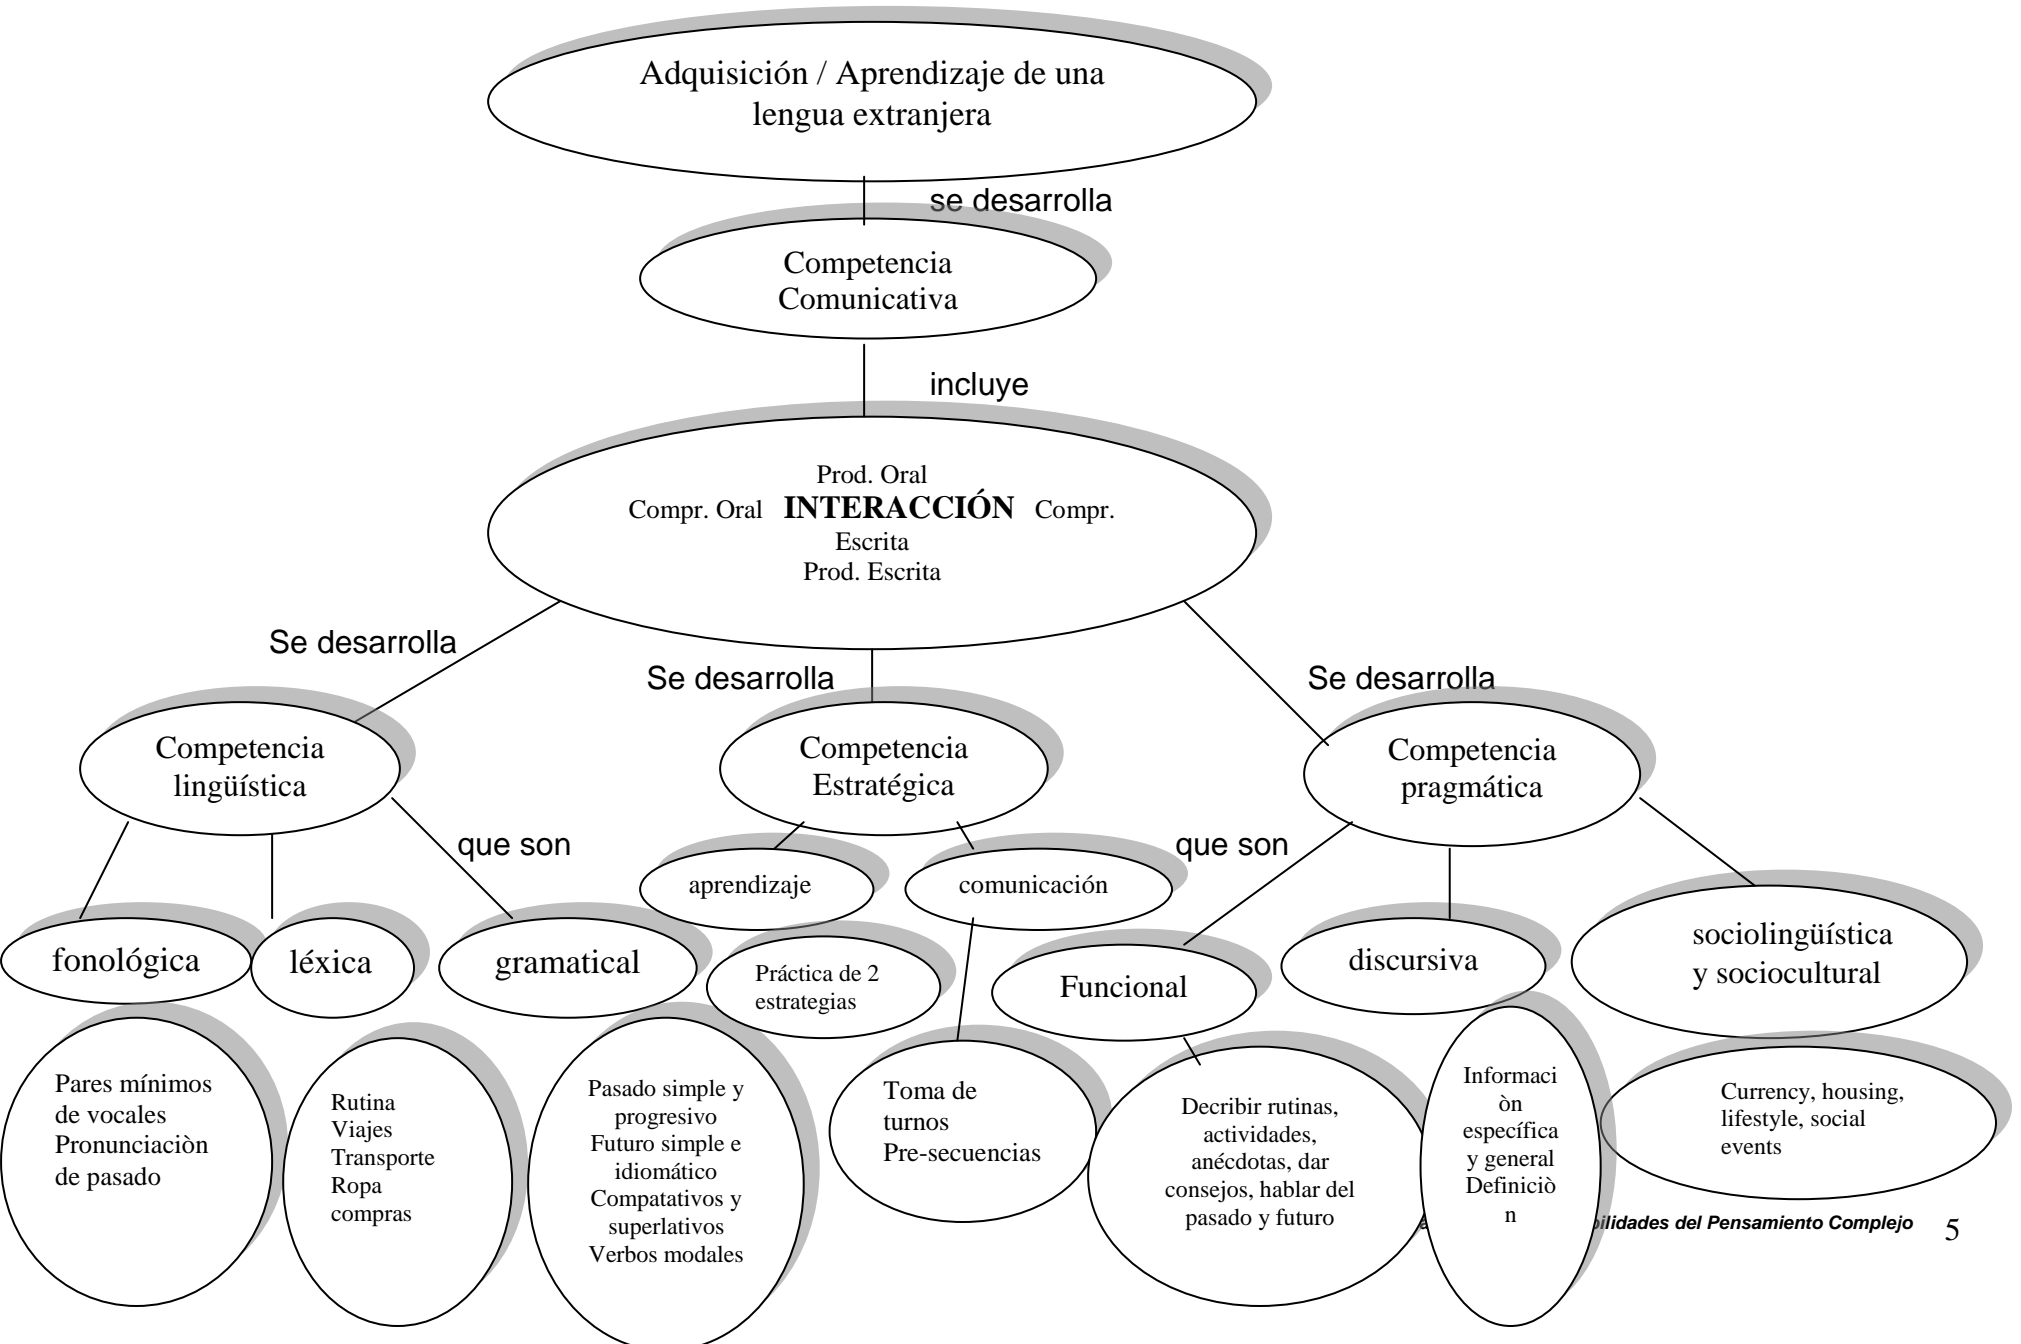 Adquisición / Aprendizaje de una
lengua extranjera
se desarrolla
Competencia
Comunicativa
incluye
Prod. Oral
Compr. Oral INTERACCIÓN Compr.
Escrita
Prod. Escrita
Se desarrolla
Se desarrolla
Se desarrolla
Competencia
lingüística
Competencia
Estratégica
Competencia
pragmática
que son
que son
aprendizaje
comunicación
fonológica
léxica
gramatical
Práctica de 2
estrategias
Funcional
discursiva
sociolingüística
y sociocultural
Pares mínimos
de vocales
Pronunciaciòn
de pasado
Rutina
Viajes
Transporte
Ropa
compras
Pasado simple y
progresivo
Futuro simple e
idiomático
Compatativos y
superlativos
Verbos modales
Toma de
turnos
Pre-secuencias
Decribir rutinas,
actividades,
anécdotas, dar
consejos, hablar del
pasado y futuro
Informaci
òn
específica
y general
Definiciò
n
Currency, housing,
lifestyle, social
events
del Pensamiento Complejo 5